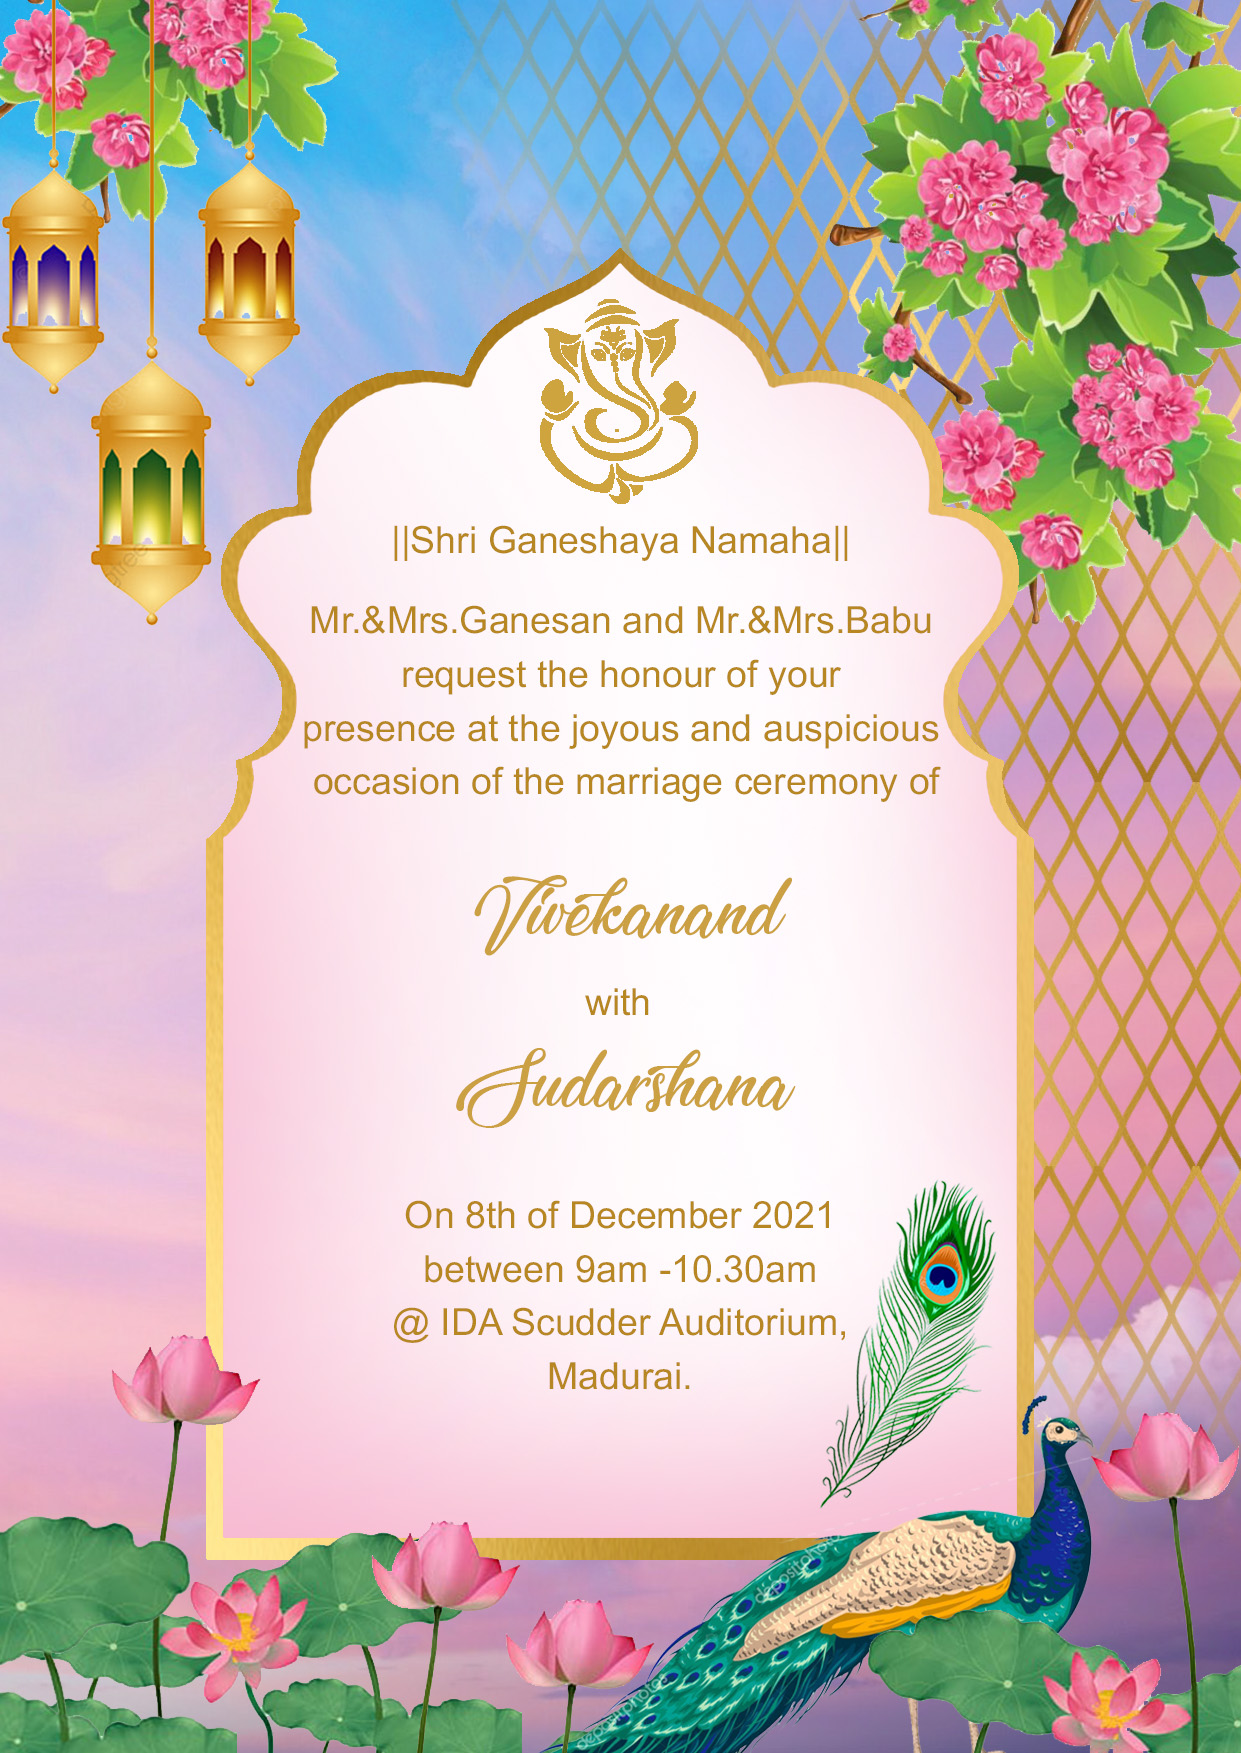 ||Shri Ganeshaya Namaha||
Mr.&Mrs.Ganesan and Mr.&Mrs.Babu
request the honour of your
presence at the joyous and auspicious
occasion of the marriage ceremony of
Vivekanand
with
Sudarshana
On 8th of December 2021
between 9am -10.30am
@ IDA Scudder Auditorium,
Madurai.
depositphotos
depositphotos